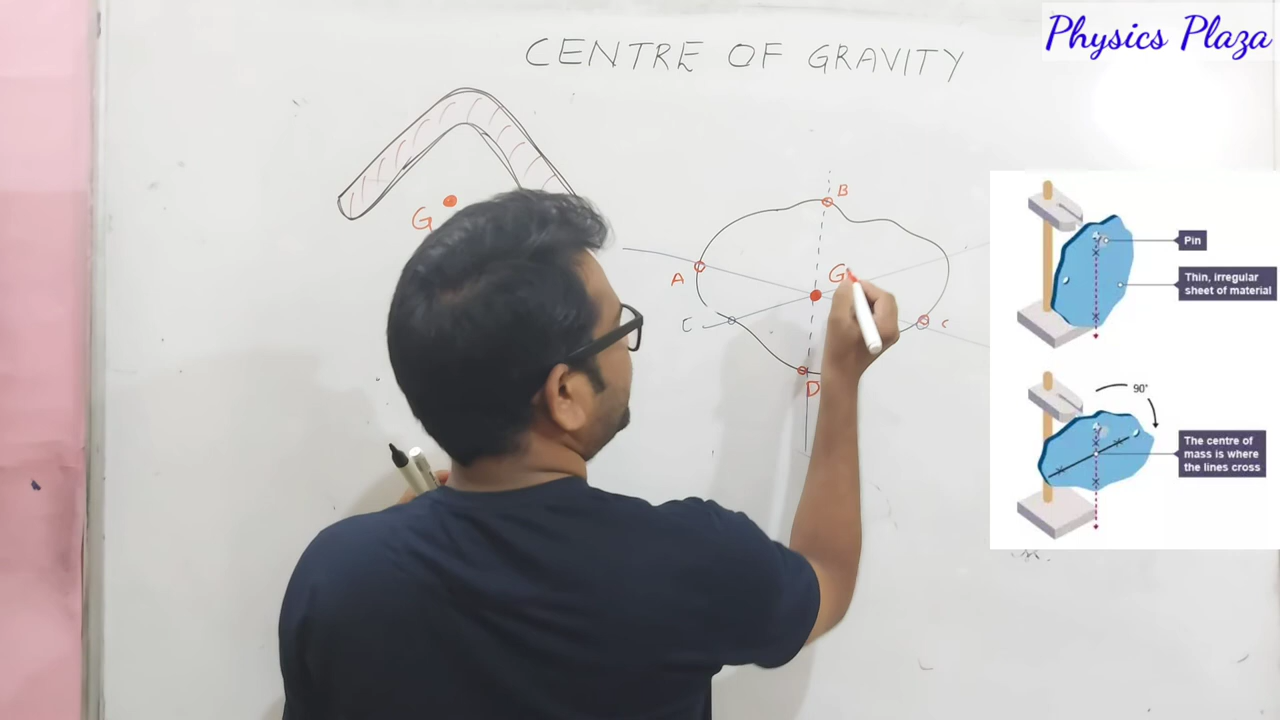 Physics Plaza
CENTRE OF GRAVITY
G
B
A
G
C
C
D
Pin
Thin, irregular
sheet of material
90°
The centre of
mass is where
the lines cross